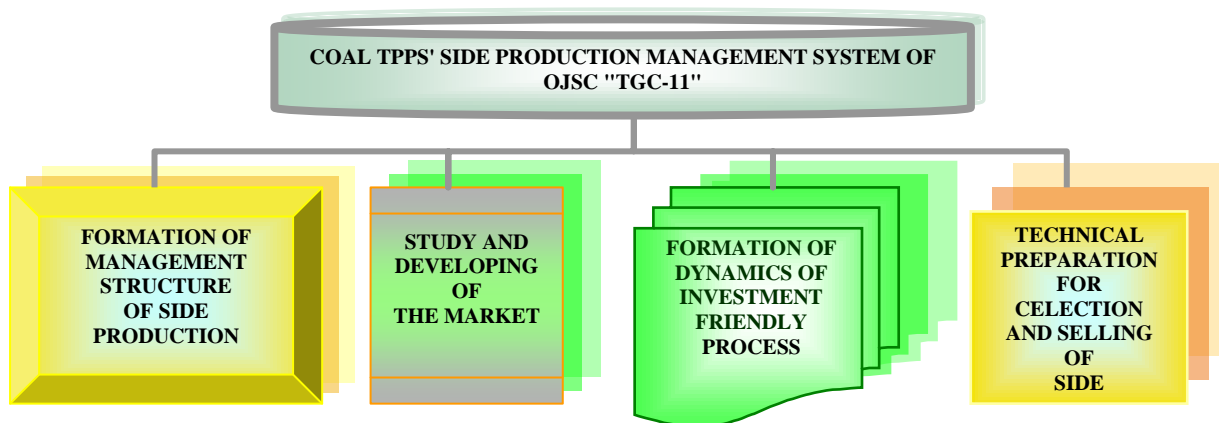 COAL TPPS' SIDE PRODUCTION MANAGEMENT SYSTEM OF
OJSC "TGC-11"
FORMATION OF
MANAGEMENT
STRUCTURE
OF SIDE
PRODUCTION
STUDY AND
DEVELOPING
OF
THE MARKET
FORMATION OF
DYNAMICS OF
INVESTMENT
FRIENDLY
PROCESS
TECHNICAL
PREPARATION
FOR
CELECTION
AND SELLING
OF
SIDE